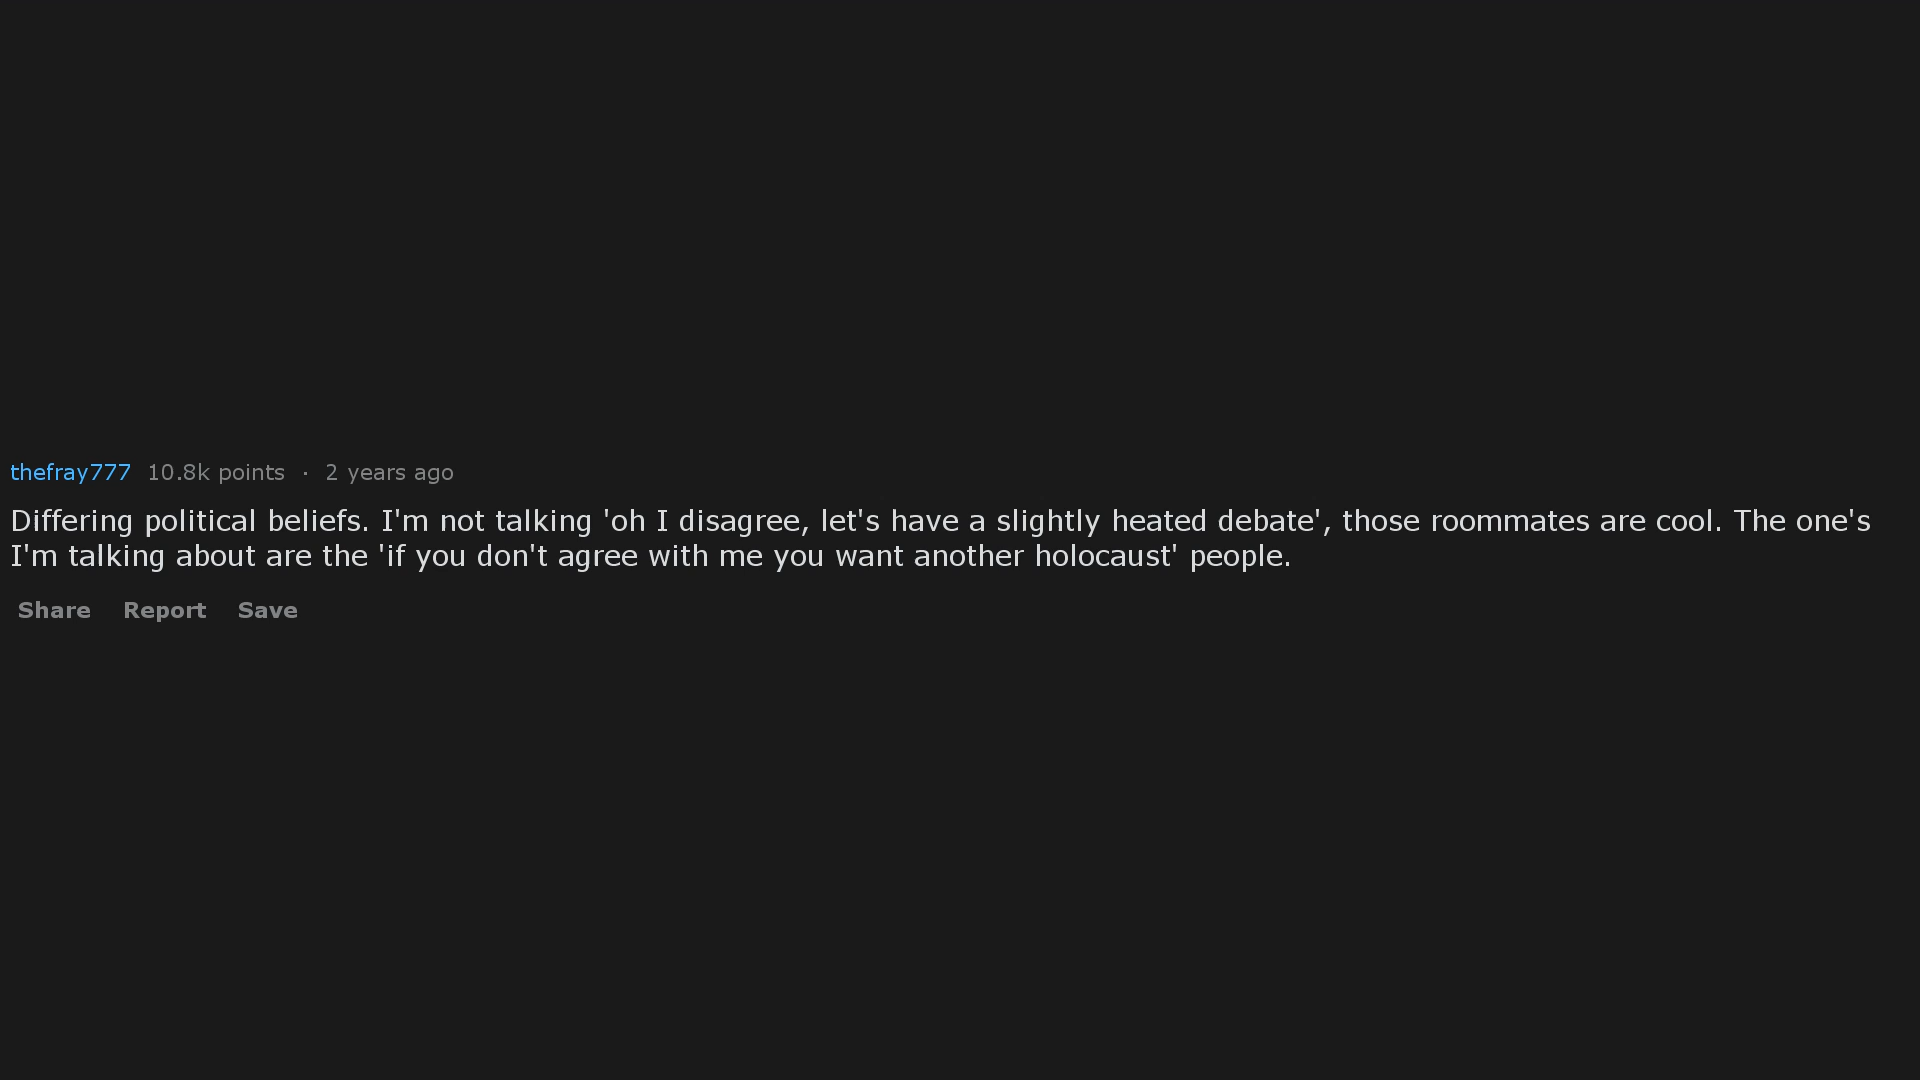 thefray777 10.8k points · 2 years ago
Differing political beliefs. I'm not talking 'oh I disagree, let's have a slightly heated debate', those roommates are cool. The one's
I'm talking about are the 'if you don't agree with me you want another holocaust' people.
Share Report Save